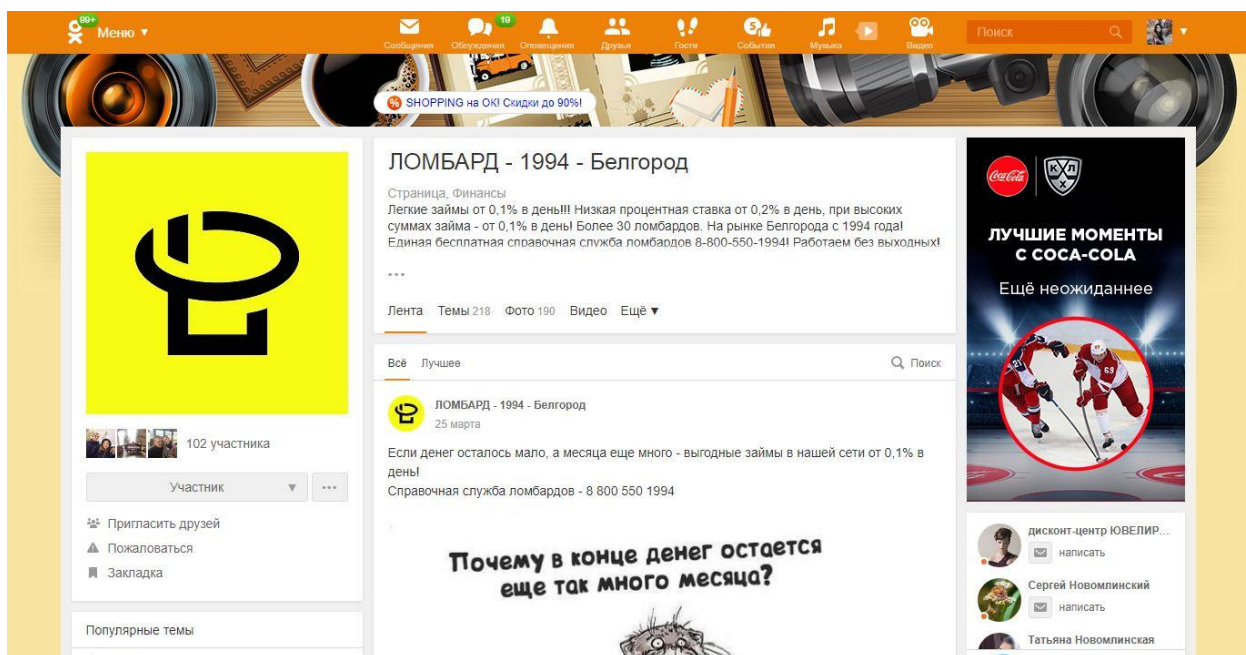 99+
Меню ▼
Сообщения
19
Обсуждения
Оповещения
Друзья
Гости
5
События
Музыка
Видео
Поиск
% SHOPPING на ОК! Скидки до 90%!
ЛОМБАРД - 1994 - Белгород
Страница, Финансы
Легкие займы от 0,1% в день!!! Низкая процентная ставка от 0,2% в день, при высоких
суммах займа - от 0,1% в день! Более 30 ломбардов. На рынке Белгорода с 1994 года!
Единая бесплатная справочная служба ломбардов 8-800-550-1994! Работаем без выходных!
...
Лента Темы 218 Фото 190 Видео Ещё ▼
102 участника
Участник ▼ ...
Пригласить друзей
Пожаловаться
Закладка
Популярные темы
Всё Лучшее
Поиск
ЛОМБАРД - 1994 - Белгород
25 марта
Если денег осталось мало, а месяца еще много - выгодные займы в нашей сети от 0,1% в
день!
Справочная служба ломбардов - 8 800 550 1994
Почему в конце денег остается
еще так много месяца?
Coca-Cola
КХЛ
ЛУЧШИЕ МОМЕНТЫ
С COCA-COLA
Ещё неожиданнее
69
дисконт-центр ЮВЕЛИР...
написать
Сергей Новомлинский
написать
Татьяна Новомлинская